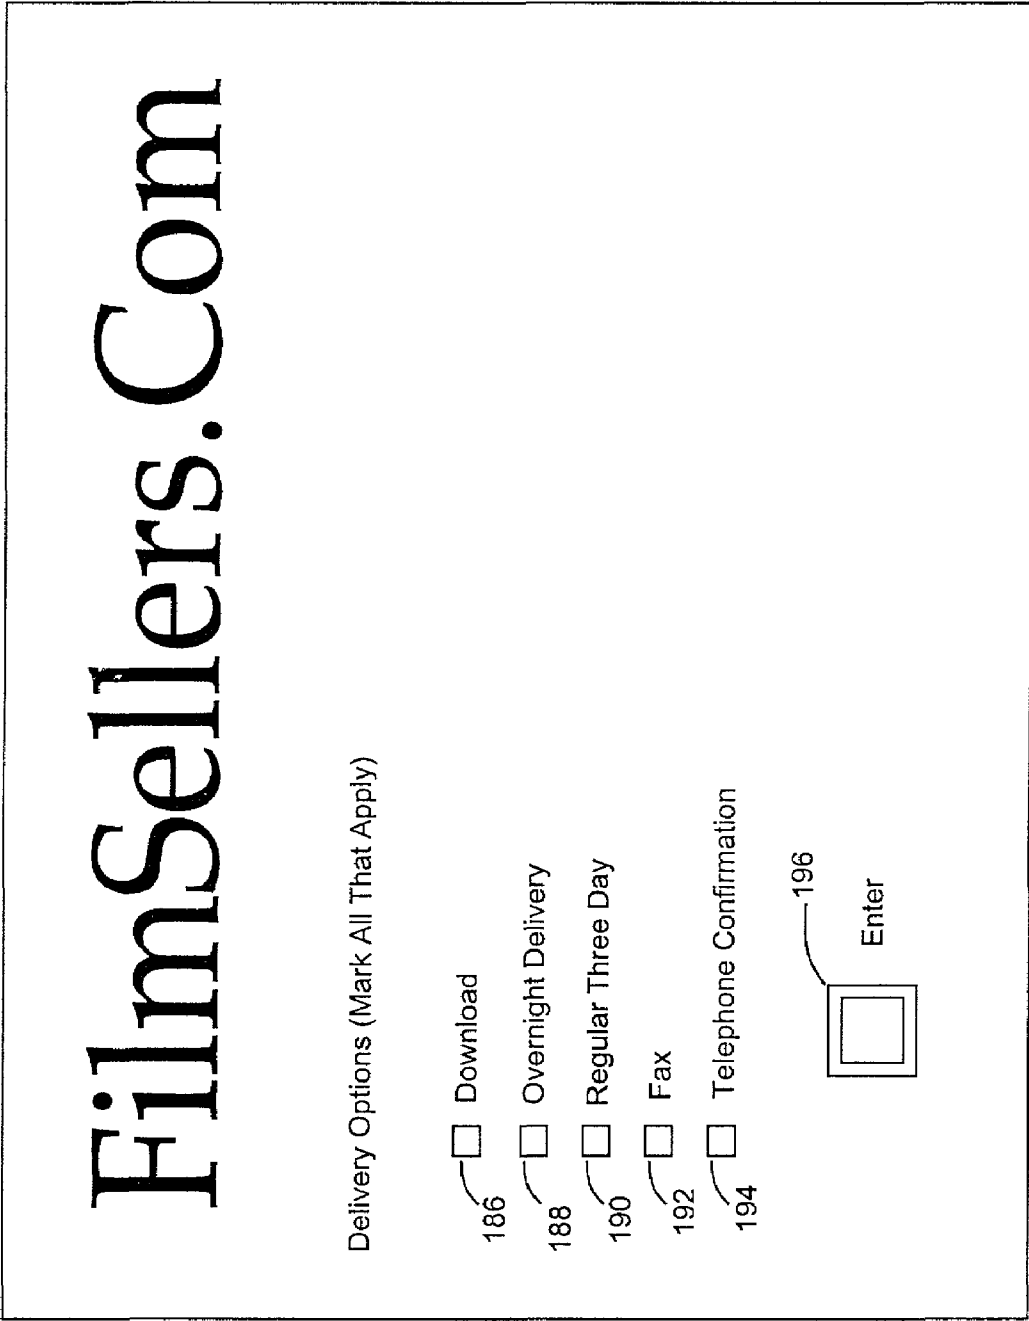 FilmSellers.Com
Delivery Options (Mark All That Apply)
186 Download
188 Overnight Delivery
190 Regular Three Day
192 Fax
194 Telephone Confirmation
196
Enter